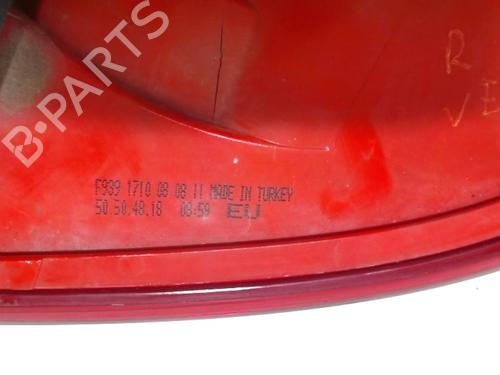 B-PARTS
R
F939 1710 08 08 11 MADE IN TURKEY
50.50.48.18 08:59 EU